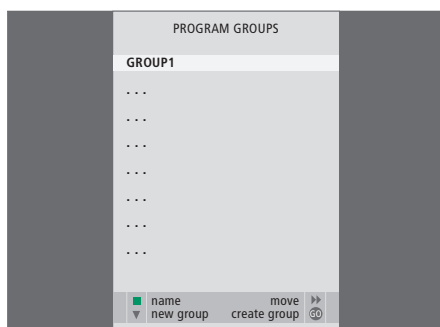 PROGRAM GROUPS
GROUP1
. . .
. . .
. . .
. . .
. . .
. . .
. . .
name move
new group create group GO